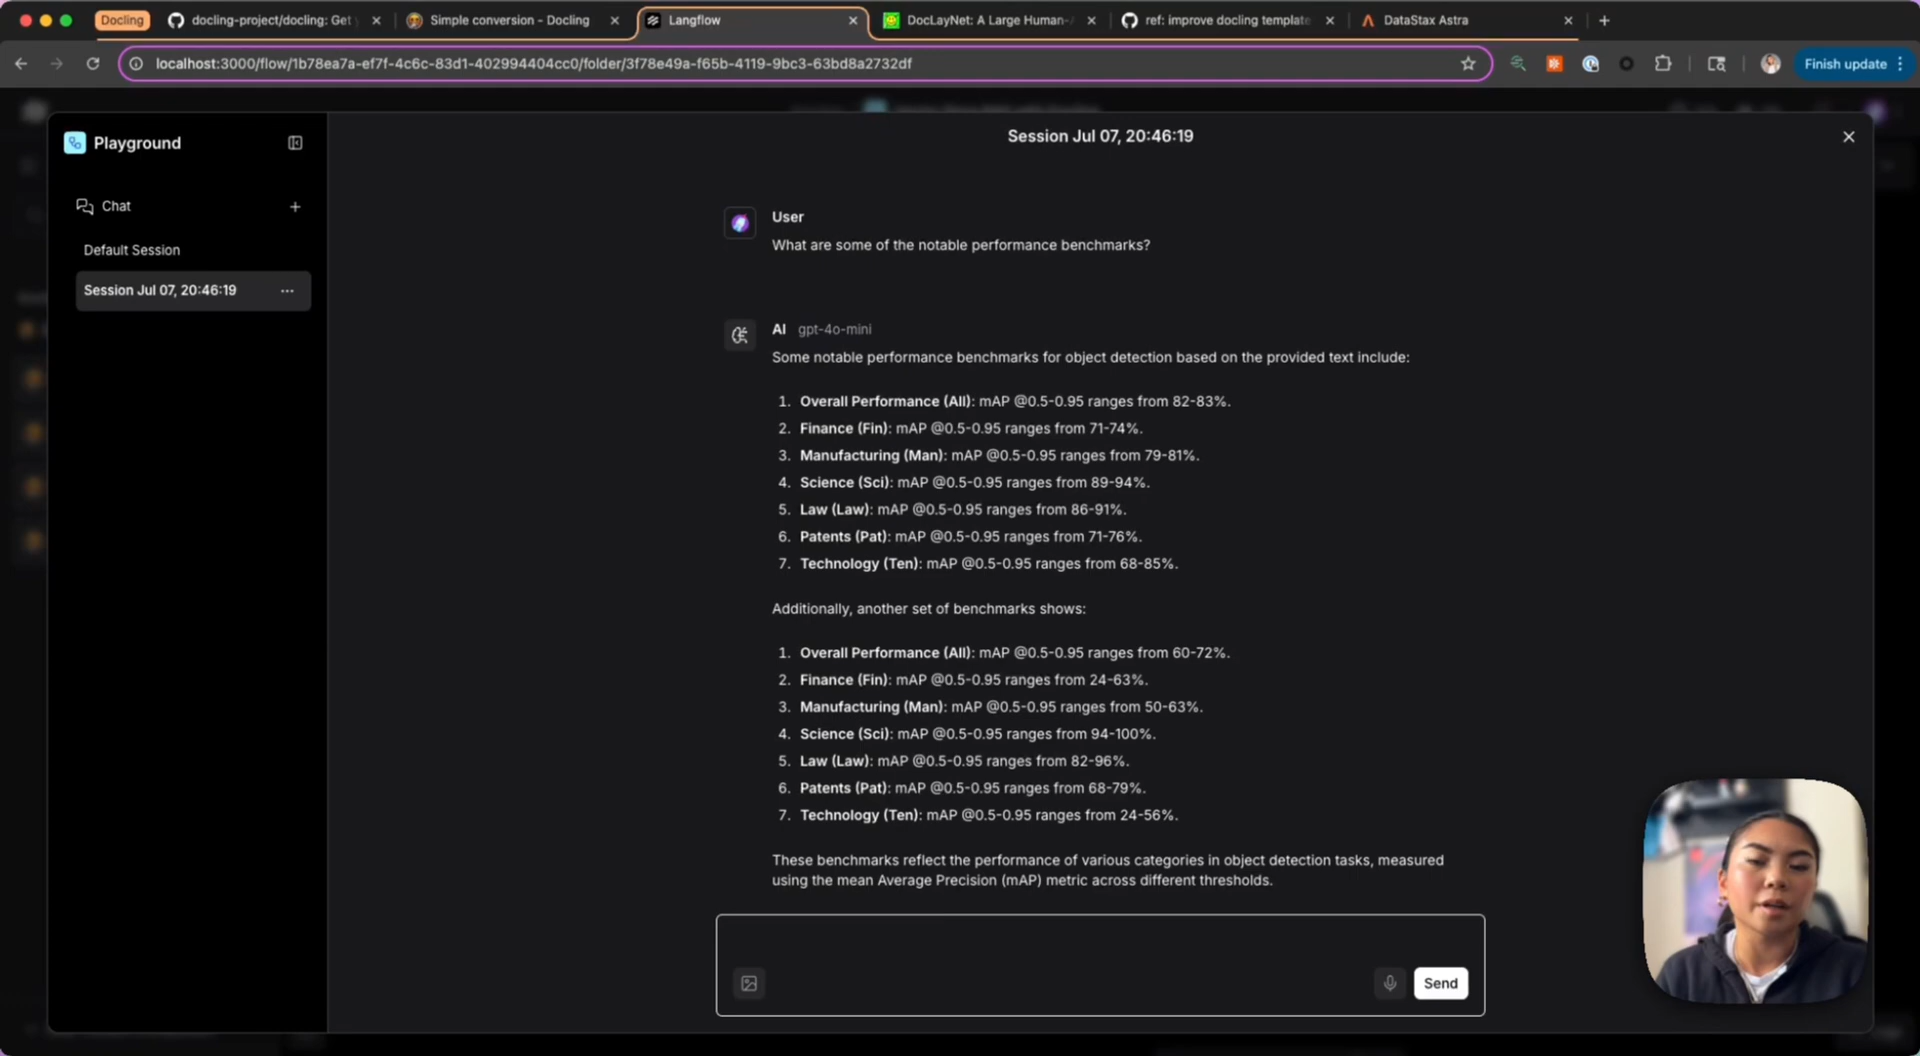 Docling
docling-project/docling: Get
Simple conversion - Docling
Langflow
DocLayNet: A Large Human-
ref: improve docling template
DataStax Astra
localhost:3000/flow/1b78ea7a-ef7f-4c6c-83d1-402994404cc0/folder/3f78e49a-f65b-4119-9bc3-63bd8a2732df
Finish update
Playground
Session Jul 07, 20:46:19
Chat
Default Session
Session Jul 07, 20:46:19
User
What are some of the notable performance benchmarks?
AI gpt-4o-mini
Some notable performance benchmarks for object detection based on the provided text include:
1. Overall Performance (All): mAP @0.5-0.95 ranges from 82-83%.
2. Finance (Fin): mAP @0.5-0.95 ranges from 71-74%.
3. Manufacturing (Man): mAP @0.5-0.95 ranges from 79-81%.
4. Science (Sci): mAP @0.5-0.95 ranges from 89-94%.
5. Law (Law): mAP @0.5-0.95 ranges from 86-91%.
6. Patents (Pat): mAP @0.5-0.95 ranges from 71-76%.
7. Technology (Ten): mAP @0.5-0.95 ranges from 68-85%.
Additionally, another set of benchmarks shows:
1. Overall Performance (All): mAP @0.5-0.95 ranges from 60-72%.
2. Finance (Fin): mAP @0.5-0.95 ranges from 24-63%.
3. Manufacturing (Man): mAP @0.5-0.95 ranges from 50-63%.
4. Science (Sci): mAP @0.5-0.95 ranges from 94-100%.
5. Law (Law): mAP @0.5-0.95 ranges from 82-96%.
6. Patents (Pat): mAP @0.5-0.95 ranges from 68-79%.
7. Technology (Ten): mAP @0.5-0.95 ranges from 24-56%.
These benchmarks reflect the performance of various categories in object detection tasks, measured
using the mean Average Precision (mAP) metric across different thresholds.
Send